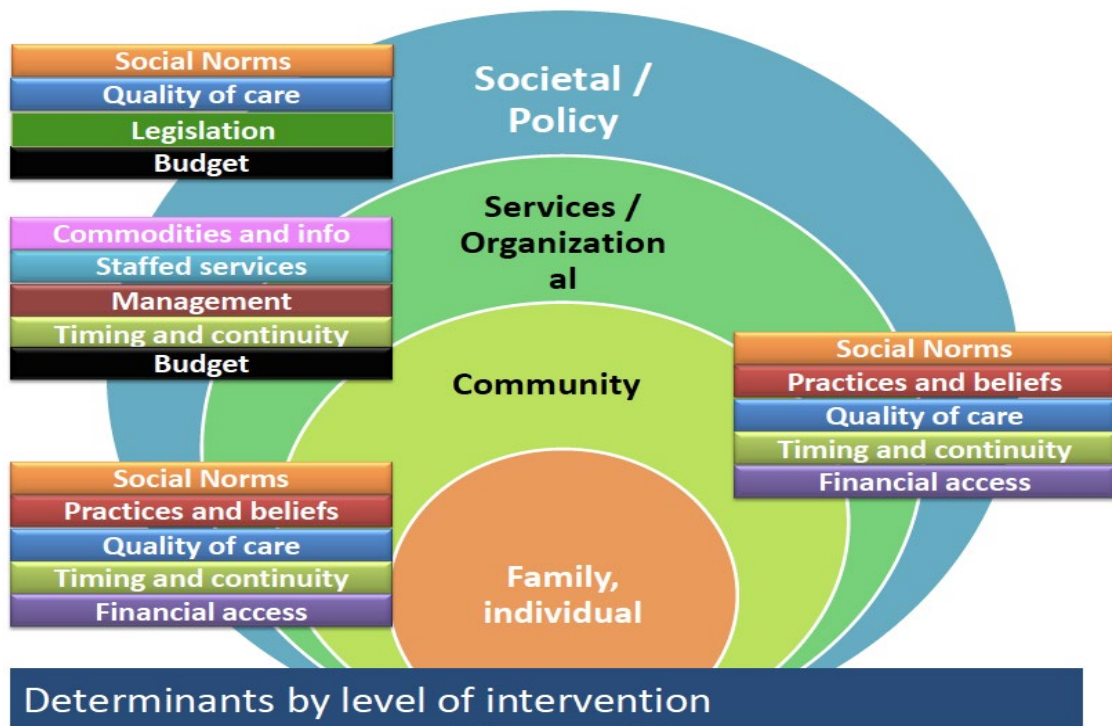 Social Norms
Quality of care
Legislation
Budget
Societal /
Policy
Commodities and info
Staffed services
Management
Timing and continuity
Budget
Services /
Organization
al
Community
Social Norms
Practices and beliefs
Quality of care
Timing and continuity
Financial access
Social Norms
Practices and beliefs
Quality of care
Timing and continuity
Financial access
Family,
individual
Determinants by level of intervention